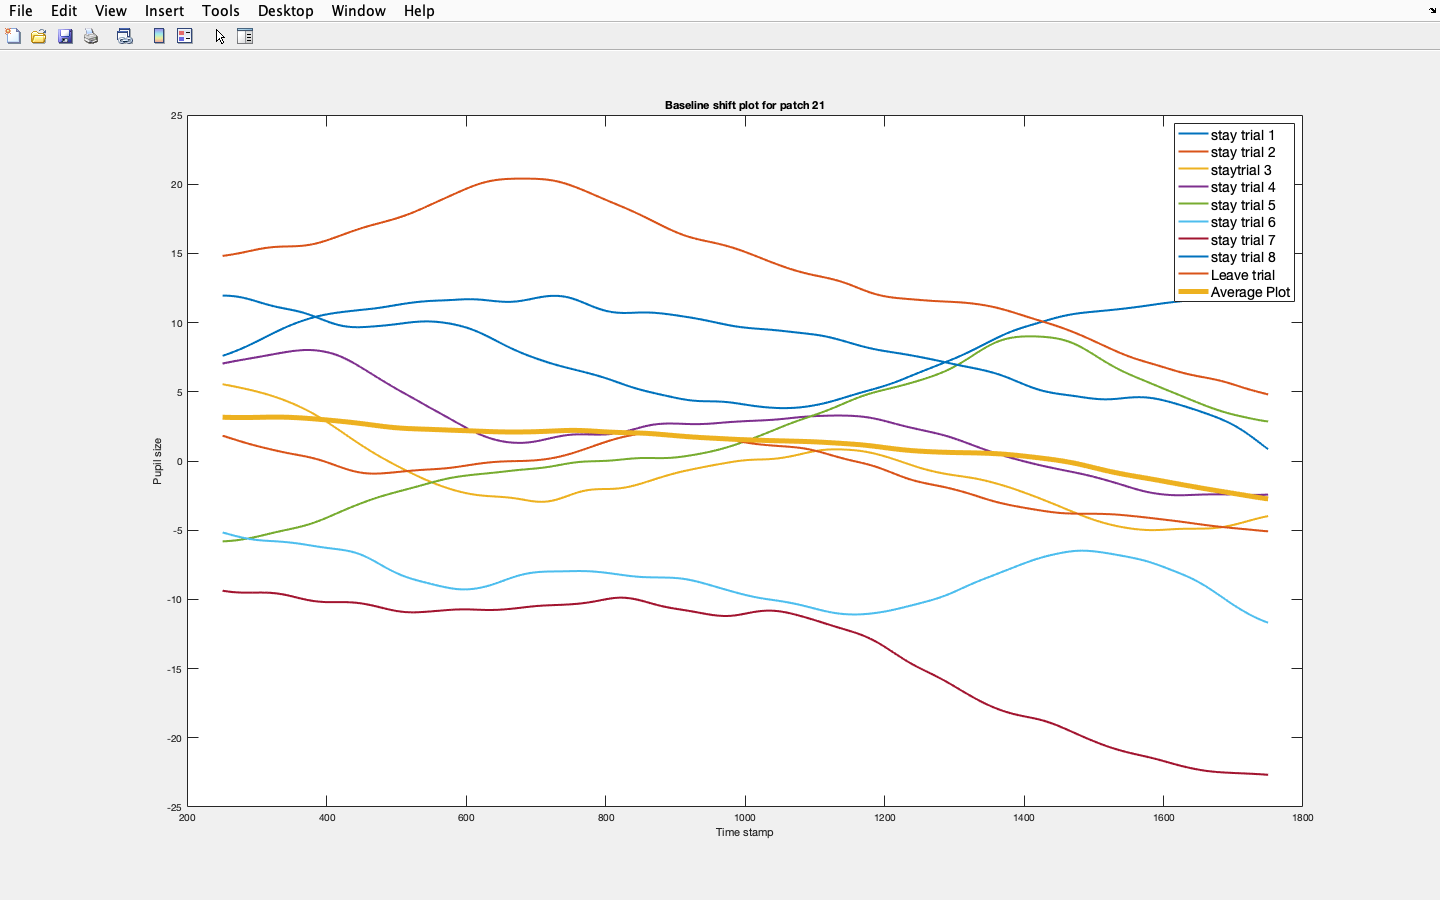 File Edit View Insert Tools Desktop Window Help
Baseline shift plot for patch 21
25
20
15
10
5
0
-5
-10
-15
-20
-25
Pupil size
stay trial 1
stay trial 2
staytrial 3
stay trial 4
stay trial 5
stay trial 6
stay trial 7
stay trial 8
Leave trial
Average Plot
200 400 600 800 1000 1200 1400 1600 1800
Time stamp